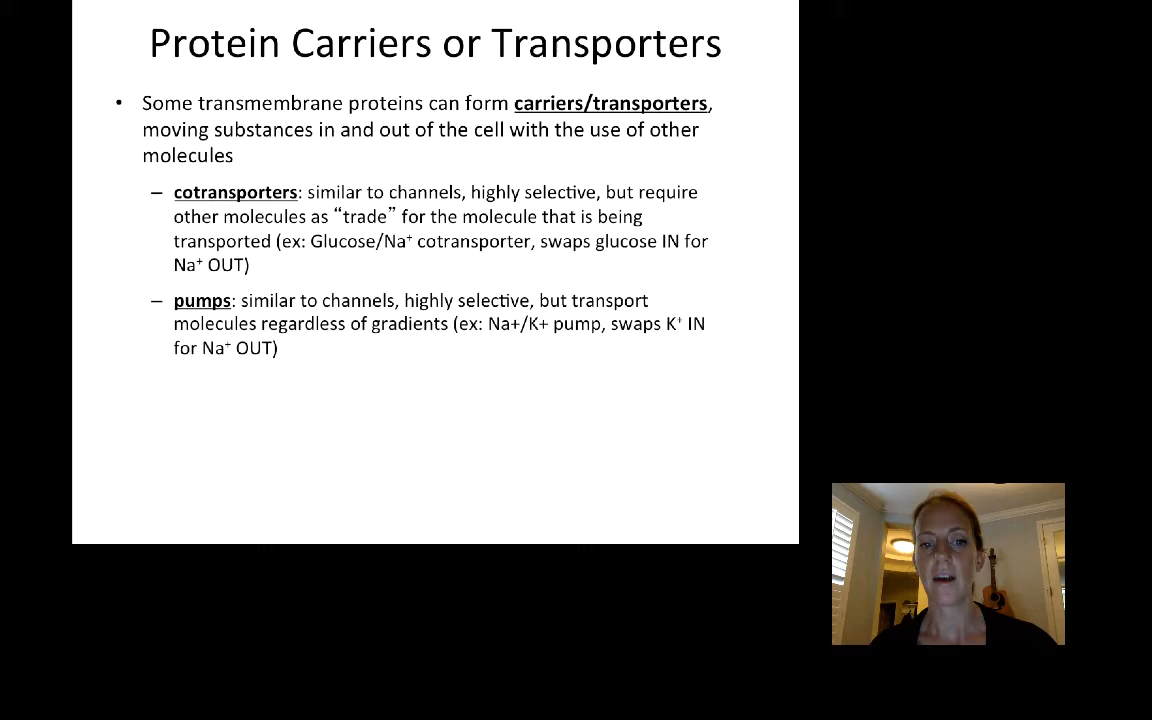 Protein Carriers or Transporters
• Some transmembrane proteins can form carriers/transporters,
moving substances in and out of the cell with the use of other
molecules
– cotransporters: similar to channels, highly selective, but require
other molecules as “trade” for the molecule that is being
transported (ex: Glucose/Na⁺ cotransporter, swaps glucose IN for
Na⁺ OUT)
– pumps: similar to channels, highly selective, but transport
molecules regardless of gradients (ex: Na+/K+ pump, swaps K⁺ IN
for Na⁺ OUT)